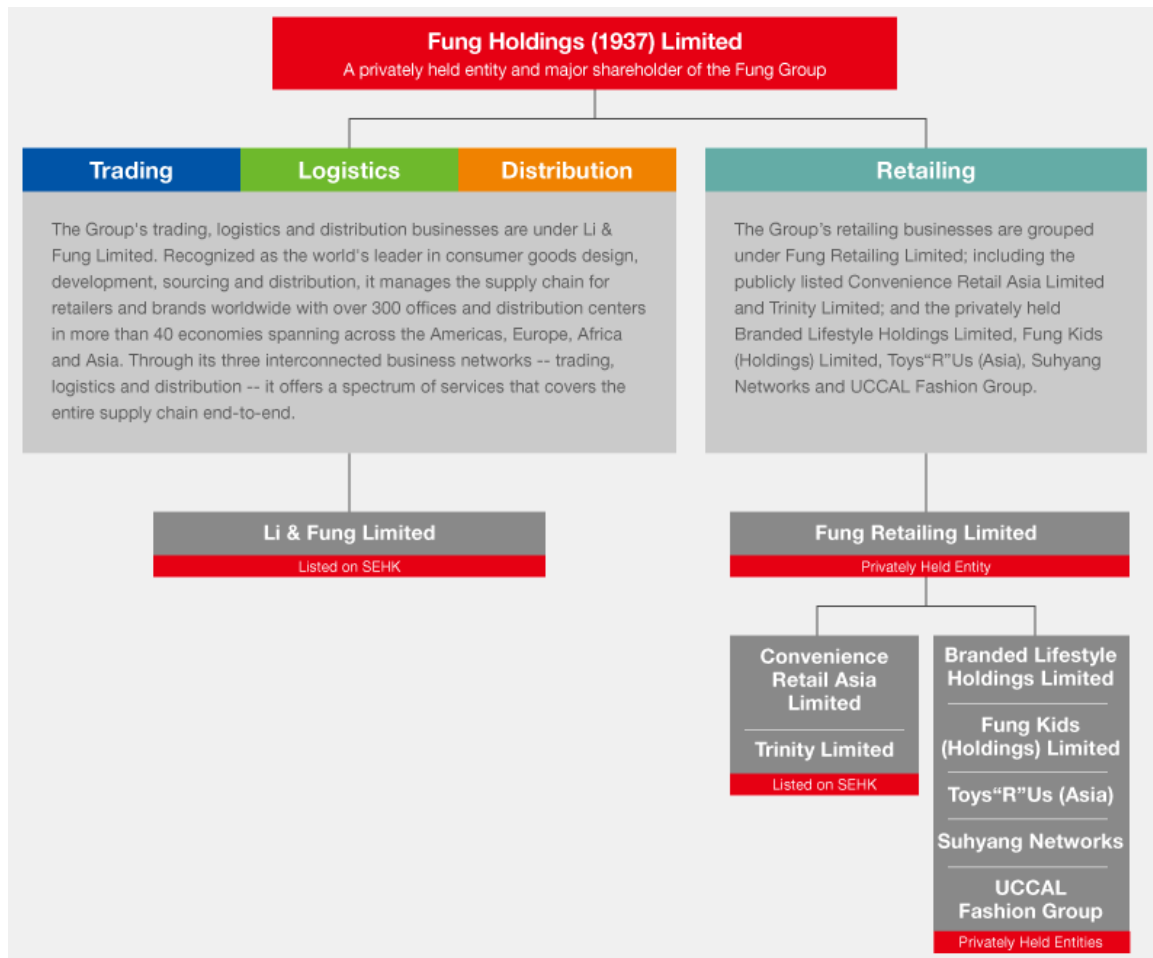 Fung Holdings (1937) Limited
A privately held entity and major shareholder of the Fung Group
Trading
Logistics
Distribution
The Group's trading, logistics and distribution businesses are under Li &
Fung Limited. Recognized as the world's leader in consumer goods design,
development, sourcing and distribution, it manages the supply chain for
retailers and brands worldwide with over 300 offices and distribution centers
in more than 40 economies spanning across the Americas, Europe, Africa
and Asia. Through its three interconnected business networks -- trading,
logistics and distribution -- it offers a spectrum of services that covers the
entire supply chain end-to-end.
Li & Fung Limited
Listed on SEHK
Retailing
The Group's retailing businesses are grouped
under Fung Retailing Limited; including the
publicly listed Convenience Retail Asia Limited
and Trinity Limited; and the privately held
Branded Lifestyle Holdings Limited, Fung Kids
(Holdings) Limited, Toys“R”Us (Asia), Suhyang
Networks and UCCAL Fashion Group.
Fung Retailing Limited
Privately Held Entity
Convenience
Retail Asia
Limited
Trinity Limited
Listed on SEHK
Branded Lifestyle
Holdings Limited
Fung Kids
(Holdings) Limited
Toys“R”Us (Asia)
Suhyang Networks
UCCAL
Fashion Group
Privately Held Entities